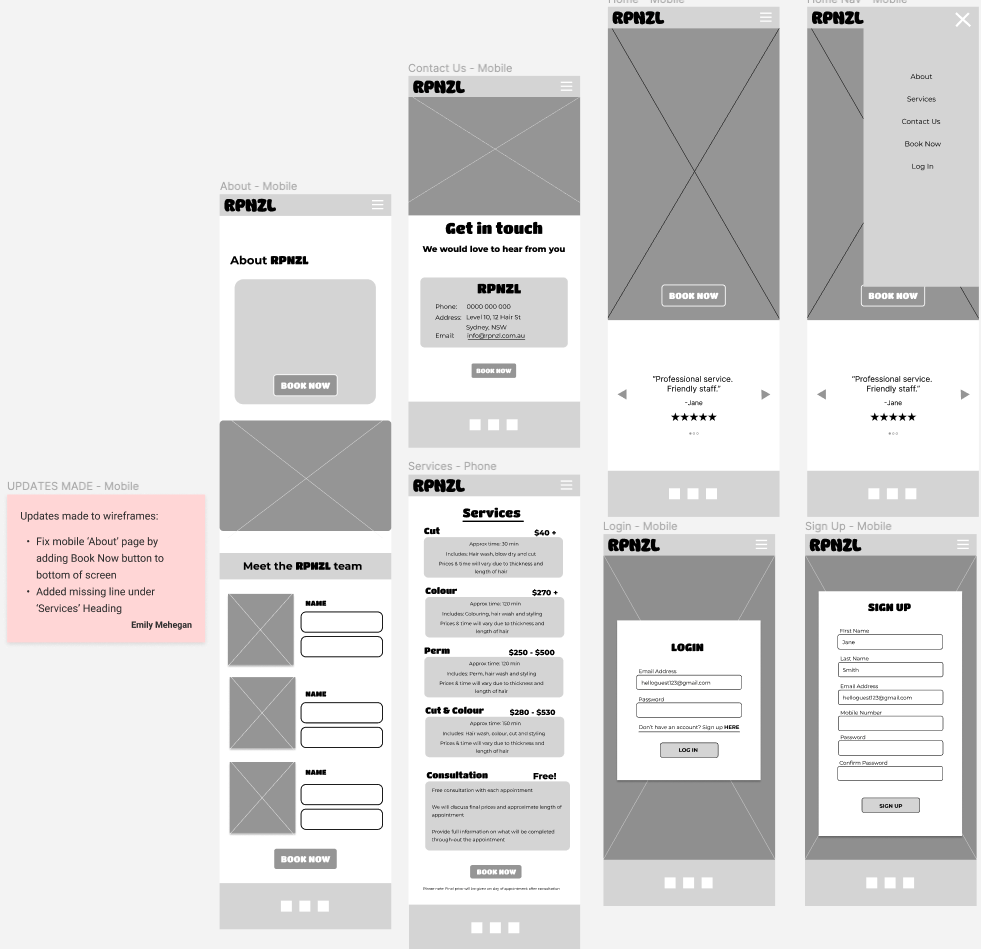 UPDATES MADE - Mobile
Updates made to wireframes:
• Fix mobile ‘About’ page by
adding Book Now button to
bottom of screen
• Added missing line under
‘Services’ Heading
Emily Mehegan
About - Mobile
RPNZL
About RPNZL
BOOK NOW
Meet the RPNZL team
NAME
NAME
NAME
BOOK NOW
Contact Us - Mobile
RPNZL
Get in touch
We would love to hear from you
RPNZL
Phone: 0000 000 000
Address: Level 10, 12 Hair St
Sydney, NSW
Email: info@rpnzl.com.au
BOOK NOW
Services - Phone
RPNZL
Services
Cut $40 +
Approx time: 30 min
Includes: Hair wash, blow dry and cut
Prices & time will vary due to thickness and
length of hair
Colour $270 +
Approx time: 120 min
Includes: Colouring, hair wash and styling
Prices & time will vary due to thickness and
length of hair
Perm $250 - $500
Approx time: 120 min
Includes: Perm, hair wash and styling
Prices & time will vary due to thickness and
length of hair
Cut & Colour $280 - $530
Approx time: 150 min
Includes: Hair wash, colour, cut and styling
Prices & time will vary due to thickness and
length of hair
Consultation Free!
Free consultation with each appointment
We will discuss final prices and approximate length of
appointment
Provide full information on what will be completed
throughout the appointment
BOOK NOW
Please note: Final price will be given on day of appointment after consultation
Home - Mobile
RPNZL
BOOK NOW
“Professional service.
Friendly staff.”
-Jane
Home Nav - Mobile
RPNZL
About
Services
Contact Us
Book Now
Log In
BOOK NOW
“Professional service.
Friendly staff.”
-Jane
Login - Mobile
RPNZL
LOGIN
Email Address
helloguest123@gmail.com
Password
Don't have an account? Sign up HERE
LOG IN
Sign Up - Mobile
RPNZL
SIGN UP
First Name
Jane
Last Name
Smith
Email Address
helloguest123@gmail.com
Mobile Number
Password
Confirm Password
SIGN UP